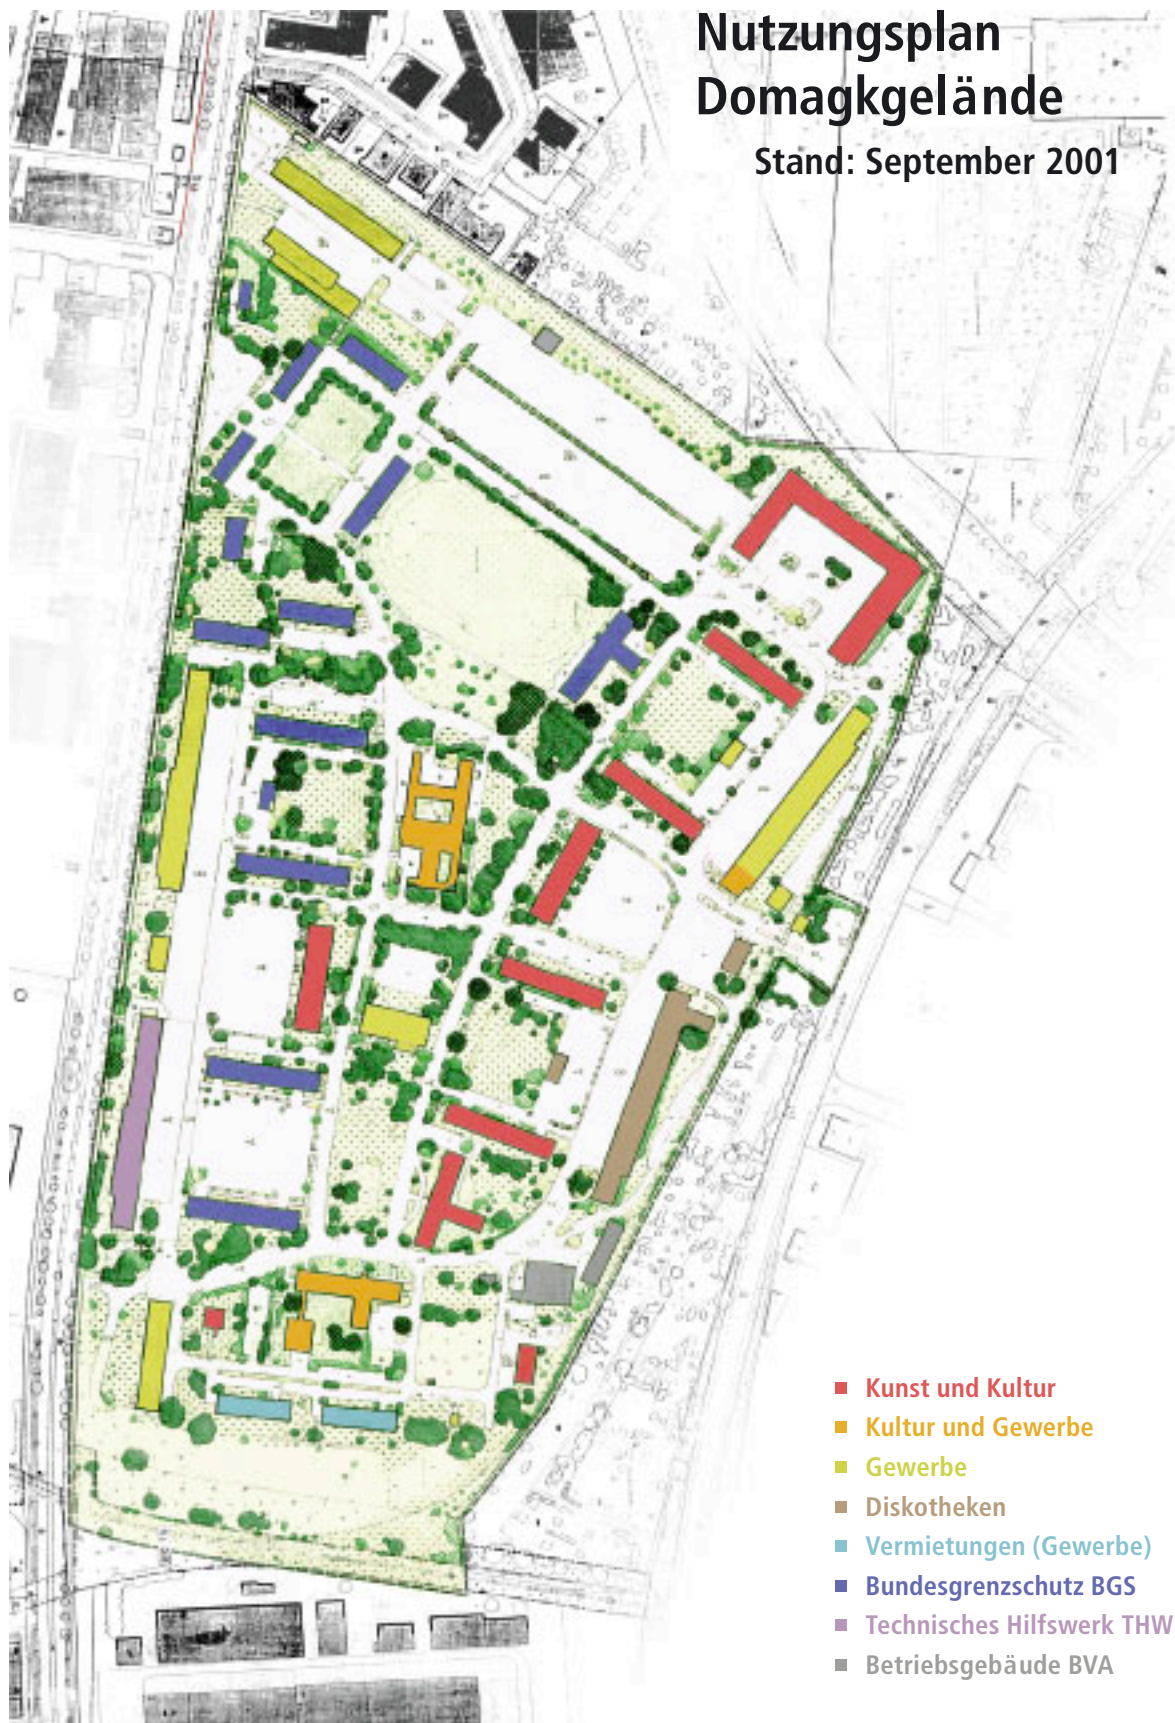 Nutzungsplan
Domagkgelände
Stand: September 2001
Kunst und Kultur
Kultur und Gewerbe
Gewerbe
Diskotheken
Vermietungen (Gewerbe)
Bundesgrenzschutz BGS
Technisches Hilfswerk THW
Betriebsgebäude BVA